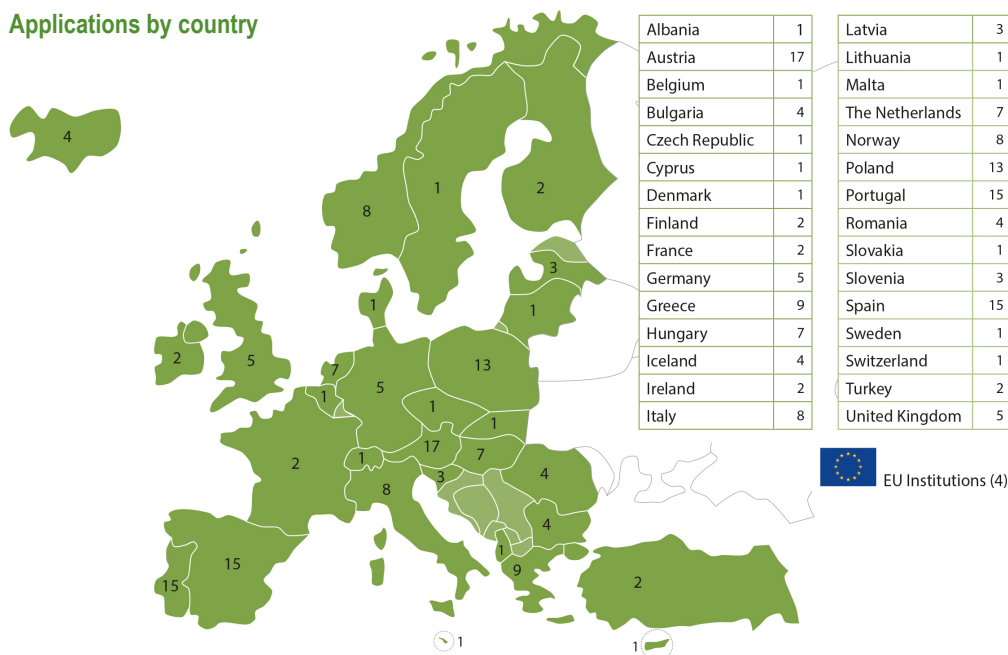 Applications by country
Albania 1
Austria 17
Belgium 1
Bulgaria 4
Czech Republic 1
Cyprus 1
Denmark 1
Finland 2
France 2
Germany 5
Greece 9
Hungary 7
Iceland 4
Ireland 2
Italy 8
Latvia 3
Lithuania 1
Malta 1
The Netherlands 7
Norway 8
Poland 13
Portugal 15
Romania 4
Slovakia 1
Slovenia 3
Spain 15
Sweden 1
Switzerland 1
Turkey 2
United Kingdom 5
EU Institutions (4)
4
1
2
8
3
1
1
2
5
7
13
5
1
1
1
17
7
2
1
3
4
8
4
1
9
15
15
2
1
1